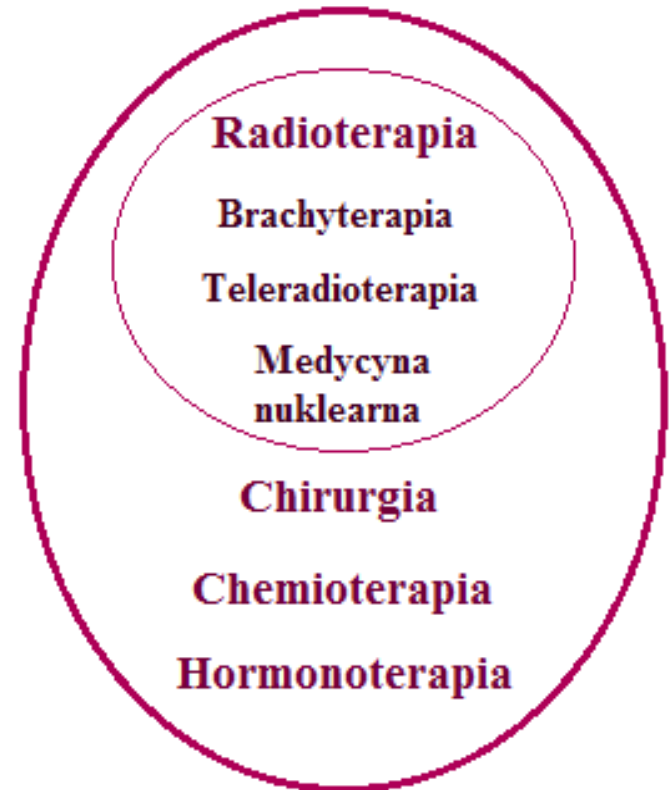 Radioterapia
Brachyterapia
Teleradioterapia
Medycyna
nuklearna
Chirurgia
Chemioterapia
Hormonoterapia